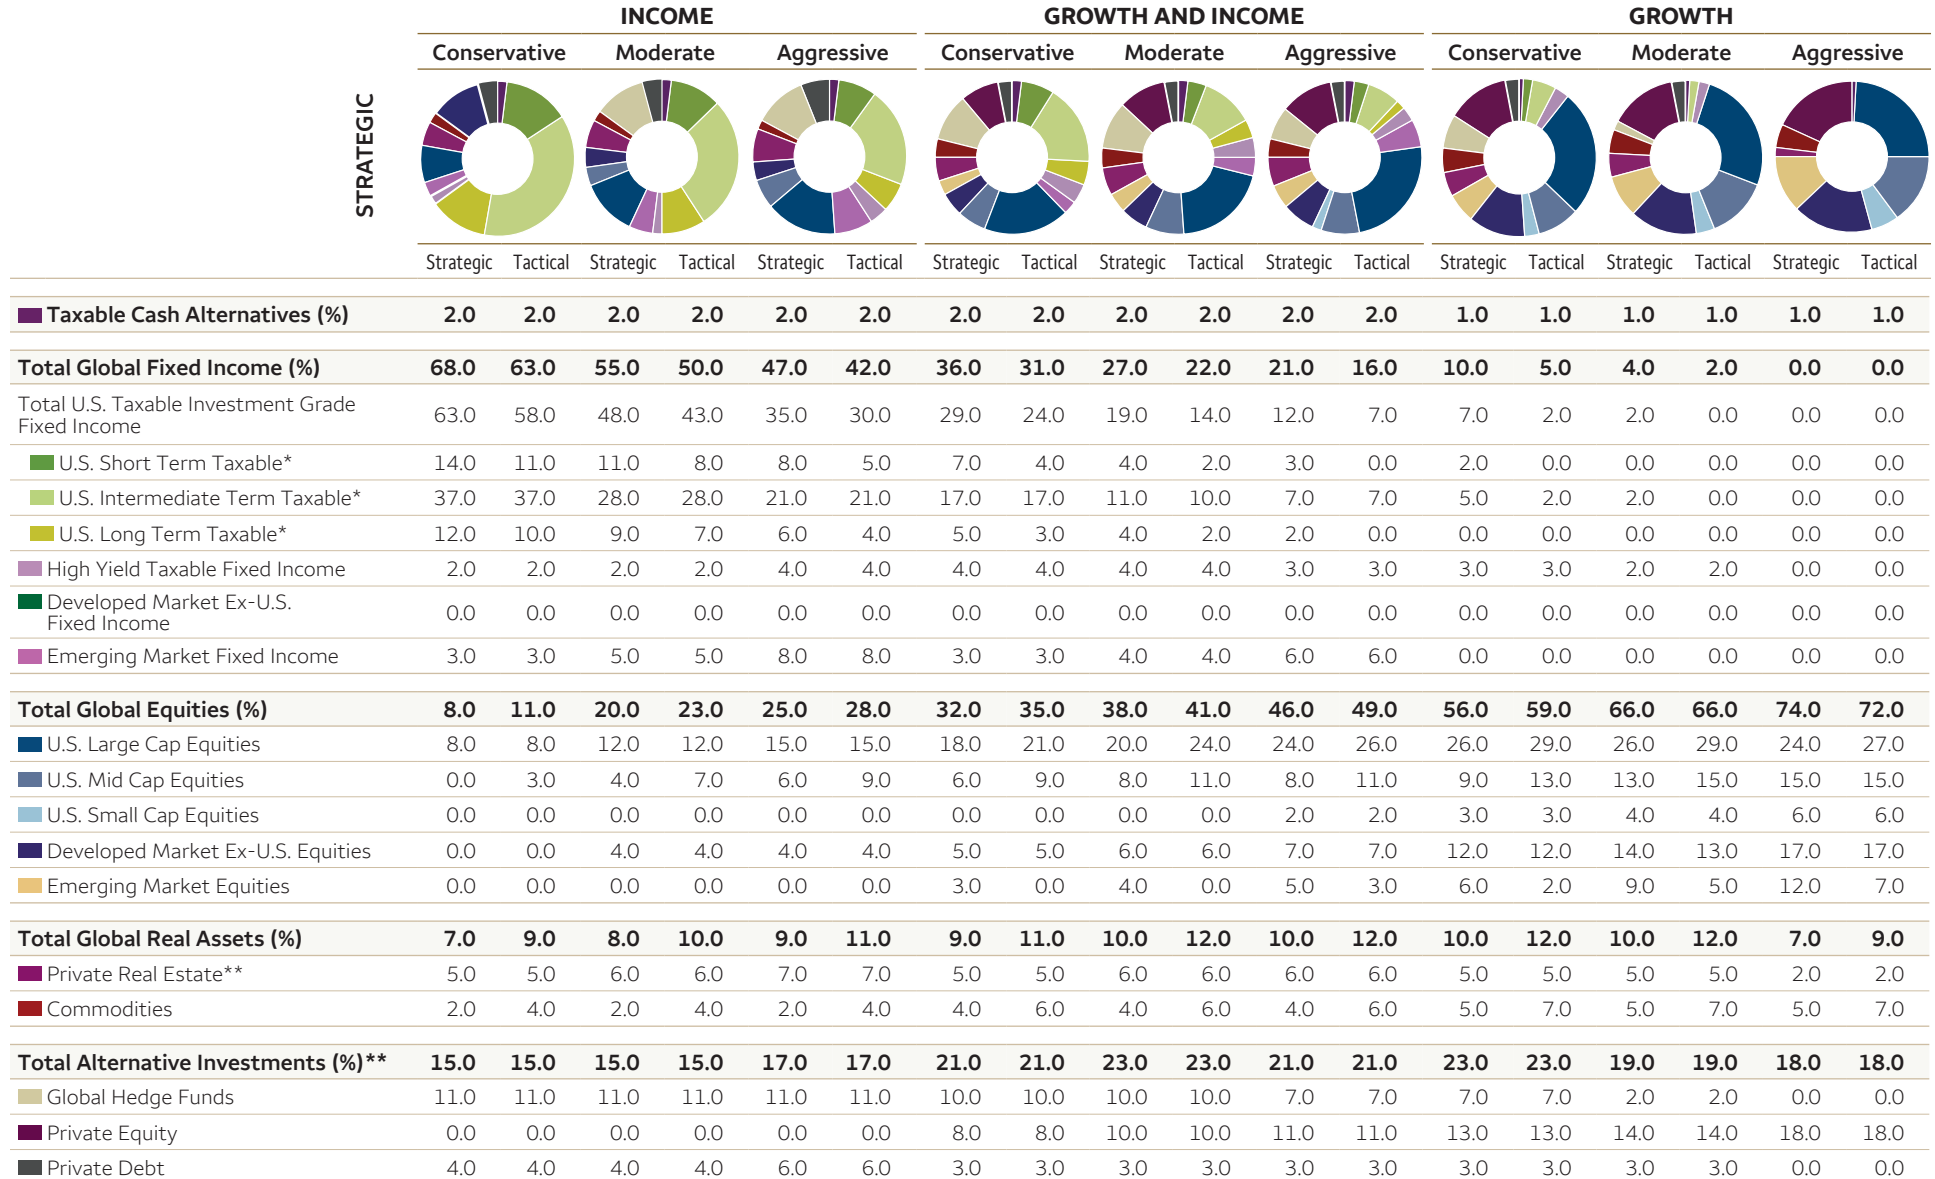 INCOME GROWTH AND INCOME GROWTH
Conservative Moderate Aggressive Conservative Moderate Aggressive Conservative Moderate Aggressive
STRATEGIC
Strategic Tactical Strategic Tactical Strategic Tactical Strategic Tactical Strategic Tactical Strategic Tactical Strategic Tactical Strategic Tactical Strategic Tactical
Taxable Cash Alternatives (%) 2.0 2.0 2.0 2.0 2.0 2.0 2.0 2.0 2.0 2.0 2.0 2.0 1.0 1.0 1.0 1.0 1.0 1.0
Total Global Fixed Income (%) 68.0 63.0 55.0 50.0 47.0 42.0 36.0 31.0 27.0 22.0 21.0 16.0 10.0 5.0 4.0 2.0 0.0 0.0
Total U.S. Taxable Investment Grade
Fixed Income 63.0 58.0 48.0 43.0 35.0 30.0 29.0 24.0 19.0 14.0 12.0 7.0 7.0 2.0 2.0 0.0 0.0 0.0
U.S. Short Term Taxable* 14.0 11.0 11.0 8.0 8.0 5.0 7.0 4.0 4.0 2.0 3.0 0.0 2.0 0.0 0.0 0.0 0.0 0.0
U.S. Intermediate Term Taxable* 37.0 37.0 28.0 28.0 21.0 21.0 17.0 17.0 11.0 10.0 7.0 7.0 5.0 2.0 2.0 0.0 0.0 0.0
U.S. Long Term Taxable* 12.0 10.0 9.0 7.0 6.0 4.0 5.0 3.0 4.0 2.0 2.0 0.0 0.0 0.0 0.0 0.0 0.0 0.0
High Yield Taxable Fixed Income 2.0 2.0 2.0 2.0 4.0 4.0 4.0 4.0 4.0 4.0 3.0 3.0 3.0 3.0 2.0 2.0 0.0 0.0
Developed Market Ex-U.S.
Fixed Income 0.0 0.0 0.0 0.0 0.0 0.0 0.0 0.0 0.0 0.0 0.0 0.0 0.0 0.0 0.0 0.0 0.0 0.0
Emerging Market Fixed Income 3.0 3.0 5.0 5.0 8.0 8.0 3.0 3.0 4.0 4.0 6.0 6.0 0.0 0.0 0.0 0.0 0.0 0.0
Total Global Equities (%) 8.0 11.0 20.0 23.0 25.0 28.0 32.0 35.0 38.0 41.0 46.0 49.0 56.0 59.0 66.0 66.0 74.0 72.0
U.S. Large Cap Equities 8.0 8.0 12.0 12.0 15.0 15.0 18.0 21.0 20.0 24.0 24.0 26.0 26.0 29.0 26.0 29.0 24.0 27.0
U.S. Mid Cap Equities 0.0 3.0 4.0 7.0 6.0 9.0 6.0 9.0 8.0 11.0 8.0 11.0 9.0 13.0 13.0 15.0 15.0 15.0
U.S. Small Cap Equities 0.0 0.0 0.0 0.0 0.0 0.0 0.0 0.0 0.0 0.0 2.0 2.0 3.0 3.0 4.0 4.0 6.0 6.0
Developed Market Ex-U.S. Equities 0.0 0.0 4.0 4.0 4.0 4.0 5.0 5.0 6.0 6.0 7.0 7.0 12.0 12.0 14.0 13.0 17.0 17.0
Emerging Market Equities 0.0 0.0 0.0 0.0 0.0 0.0 3.0 0.0 4.0 0.0 5.0 3.0 6.0 2.0 9.0 5.0 12.0 7.0
Total Global Real Assets (%) 7.0 9.0 8.0 10.0 9.0 11.0 9.0 11.0 10.0 12.0 10.0 12.0 10.0 12.0 10.0 12.0 7.0 9.0
Private Real Estate** 5.0 5.0 6.0 6.0 7.0 7.0 5.0 5.0 6.0 6.0 6.0 6.0 5.0 5.0 5.0 5.0 2.0 2.0
Commodities 2.0 4.0 2.0 4.0 2.0 4.0 4.0 6.0 4.0 6.0 4.0 6.0 5.0 7.0 5.0 7.0 5.0 7.0
Total Alternative Investments (%)** 15.0 15.0 15.0 15.0 17.0 17.0 21.0 21.0 23.0 23.0 21.0 21.0 23.0 23.0 19.0 19.0 18.0 18.0
Global Hedge Funds 11.0 11.0 11.0 11.0 11.0 11.0 10.0 10.0 10.0 10.0 7.0 7.0 7.0 7.0 2.0 2.0 0.0 0.0
Private Equity 0.0 0.0 0.0 0.0 0.0 0.0 8.0 8.0 10.0 10.0 11.0 11.0 13.0 13.0 14.0 14.0 18.0 18.0
Private Debt 4.0 4.0 4.0 4.0 6.0 6.0 3.0 3.0 3.0 3.0 3.0 3.0 3.0 3.0 3.0 3.0 0.0 0.0